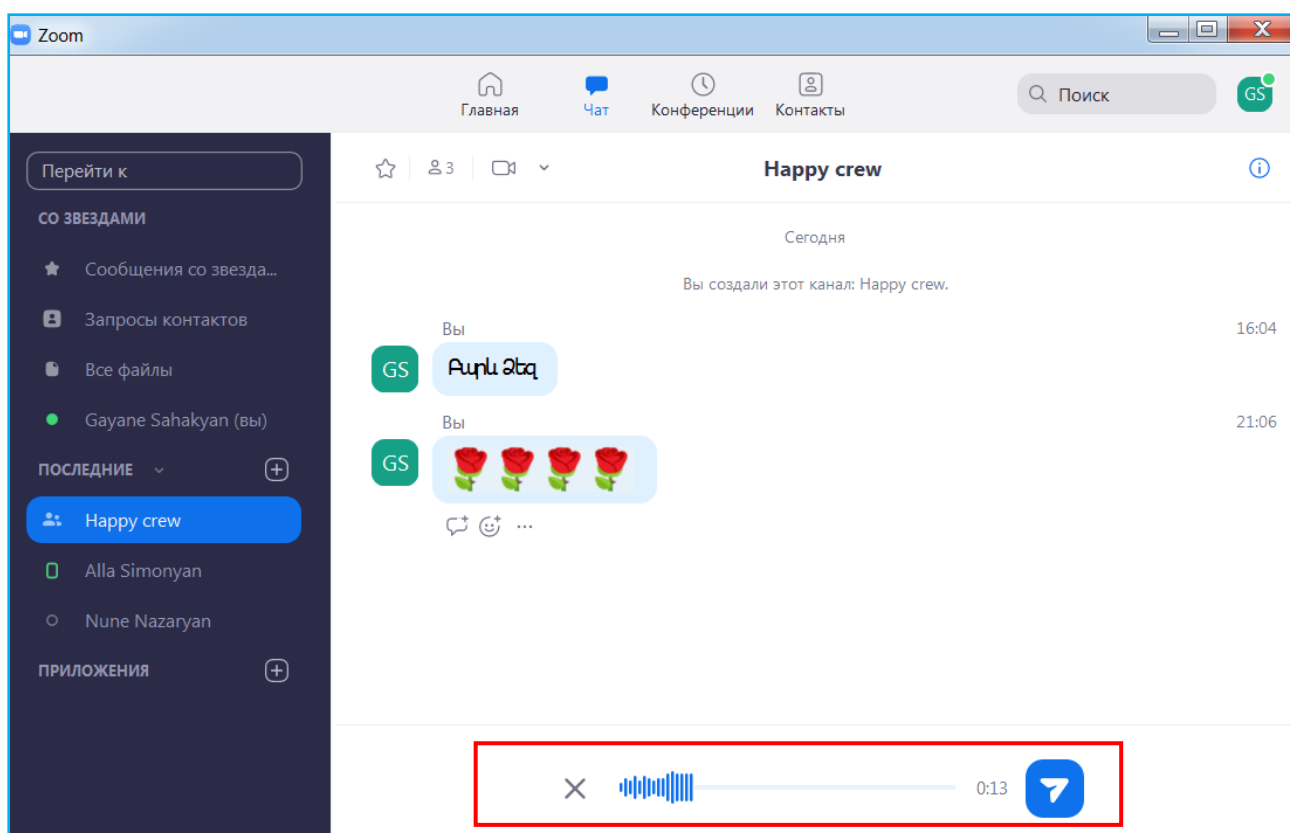 Zoom
Главная
Чат
Конференции
Контакты
Поиск
GS
Перейти к
СО ЗВЕЗДАМИ
Сообщения со звезда...
Запросы контактов
Все файлы
Gayane Sahakyan (вы)
ПОСЛЕДНИЕ
Happy crew
Alla Simonyan
Nune Nazaryan
ПРИЛОЖЕНИЯ
3
Happy crew
Сегодня
Вы создали этот канал: Happy crew.
Вы 16:04
GS Բարև Ձեզ
Вы 21:06
GS
0:13